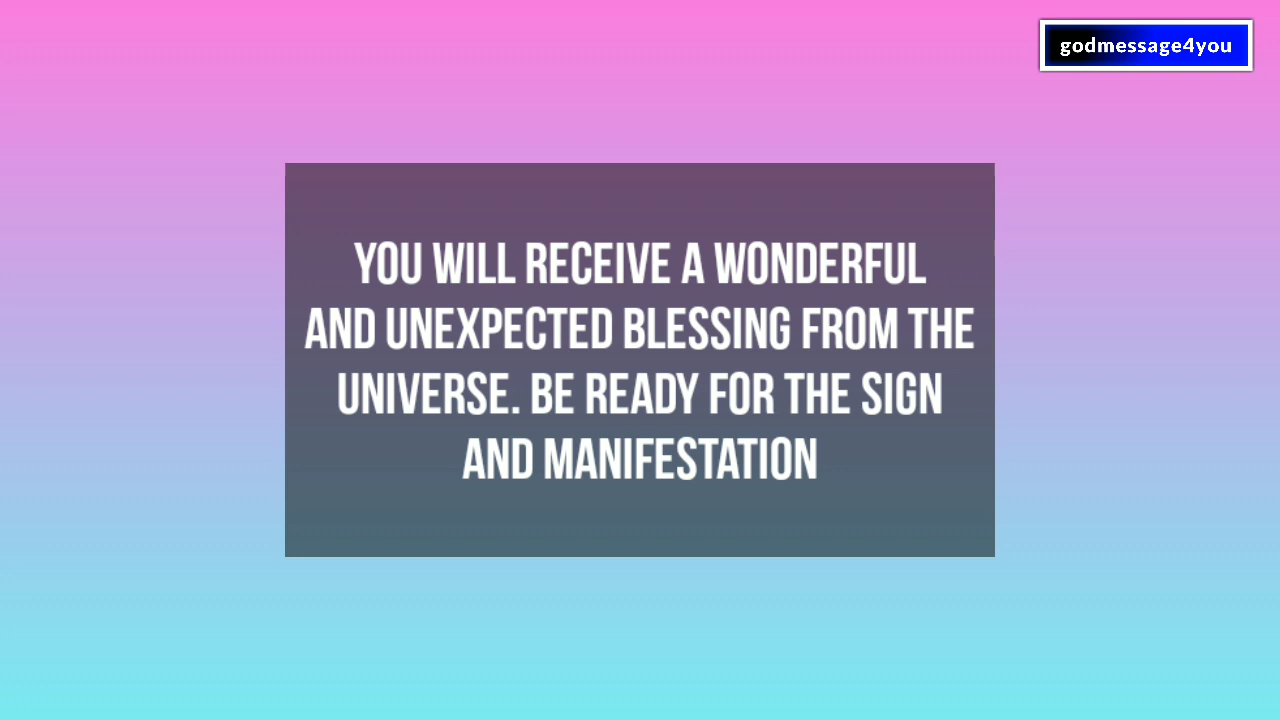 godmessage4you
YOU WILL RECEIVE A WONDERFUL
AND UNEXPECTED BLESSING FROM THE
UNIVERSE. BE READY FOR THE SIGN
AND MANIFESTATION